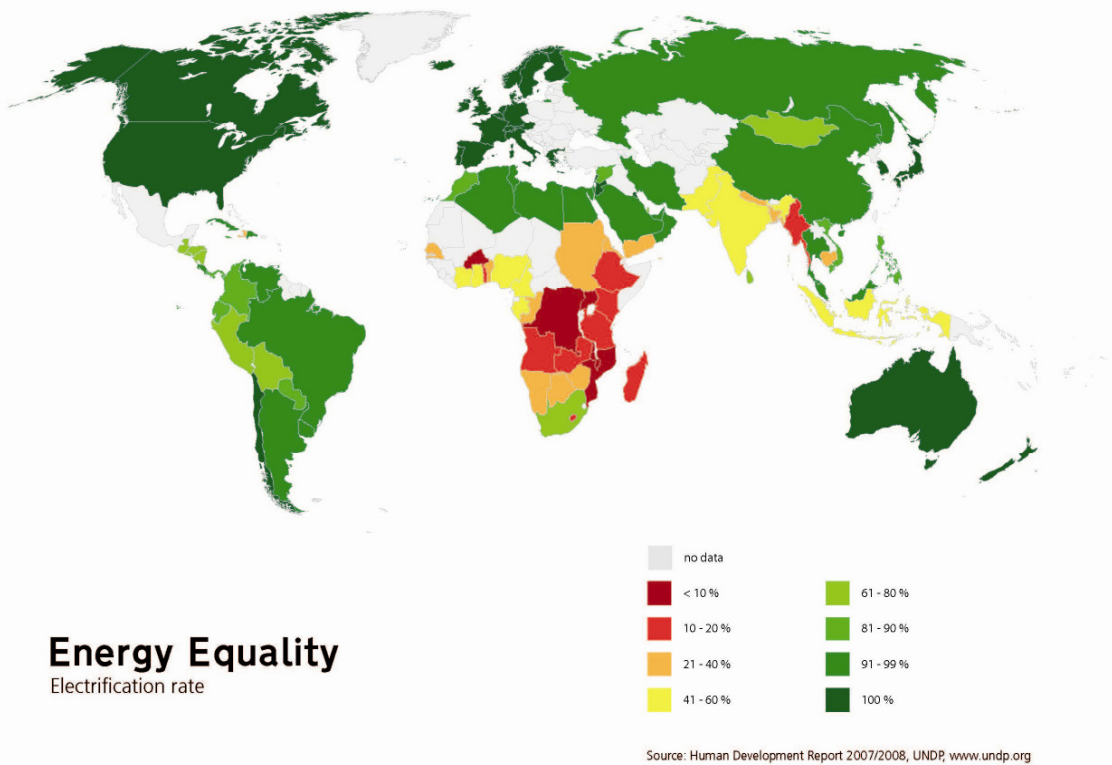 no data
< 10 %
10 - 20 %
21 - 40 %
41 - 60 %
61 - 80 %
81 - 90 %
91 - 99 %
100 %
Energy Equality
Electrification rate
Source: Human Development Report 2007/2008, UNDP, www.undp.org